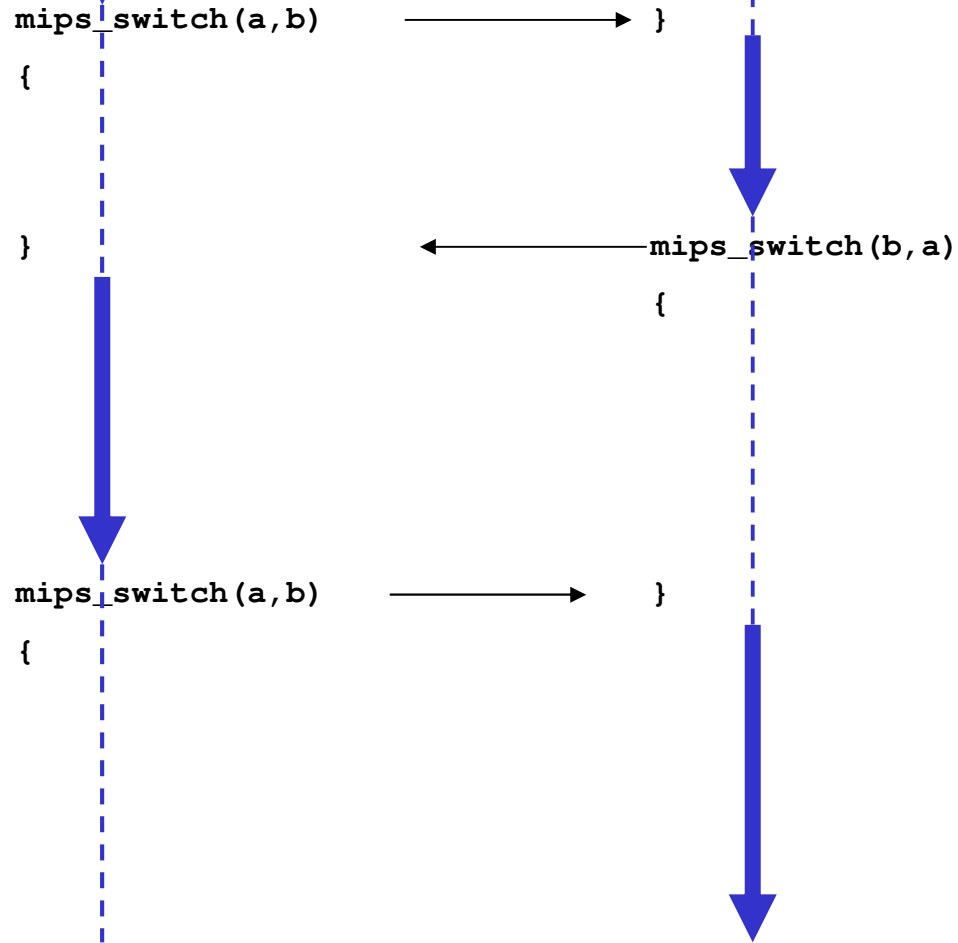 mips_switch(a,b)
}
{
}
mips_switch(b,a)
{
mips_switch(a,b)
}
{